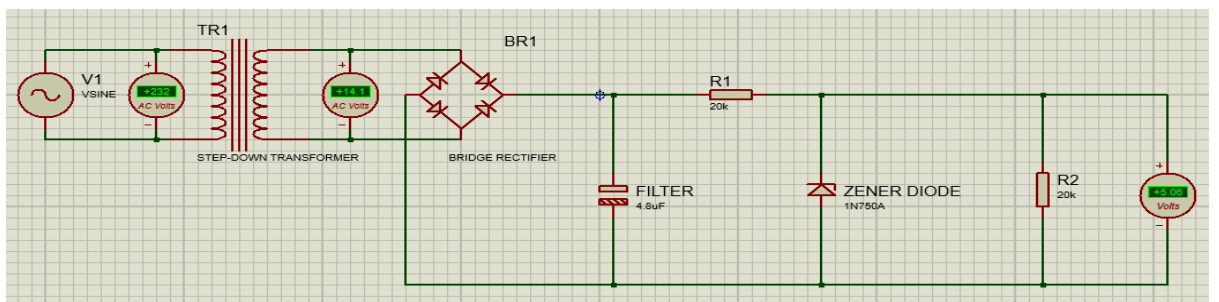 TR1
BR1
V1
VSINE
+
+232
AC Volts
−
+
+14.1
AC Volts
−
STEP-DOWN TRANSFORMER
BRIDGE RECTIFIER
R1
20k
FILTER
4.8uF
ZENER DIODE
1N750A
R2
20k
+
+5.06
Volts
−